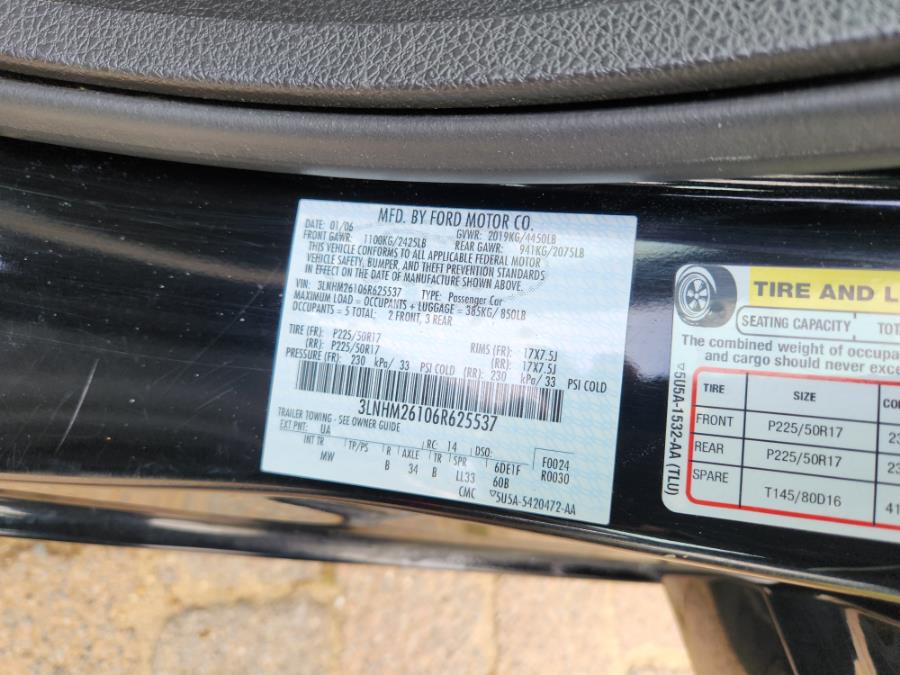 MFD. BY FORD MOTOR CO.
DATE: 01/06 GVWR: 2019KG/4450LB
FRONT GAWR: 1100KG/2425LB REAR GAWR: 941KG/2075LB
THIS VEHICLE CONFORMS TO ALL APPLICABLE FEDERAL MOTOR
VEHICLE SAFETY, BUMPER, AND THEFT PREVENTION STANDARDS
IN EFFECT ON THE DATE OF MANUFACTURE SHOWN ABOVE.
VIN: 3LNHM26106R625537 TYPE: Passenger Car
MAXIMUM LOAD = OCCUPANTS + LUGGAGE = 385KG/ 850LB
OCCUPANTS = 5 TOTAL: 2 FRONT, 3 REAR
TIRE (FR): P225/50R17 RIMS (FR): 17X7.5J
(RR): P225/50R17 (RR): 17X7.5J
PRESSURE (FR): 230 kPa/ 33 PSI COLD (RR): 230 kPa/ 33 PSI COLD
3LNHM26106R625537
TRAILER TOWING - SEE OWNER GUIDE
EXT PNT: UA RC: 14 DSO: F0024
INT TR TP/PS R AXLE TR SPR 6DE1F R0030
MW B 34 B LL33 60B
CMC ▽5U5A-5420472-AA
TIRE AND L
SEATING CAPACITY TOT
The combined weight of occupa
and cargo should never exce
TIRE SIZE CO
FRONT P225/50R17 23
REAR P225/50R17 23
SPARE T145/80D16 41
▽5U5A-1532-AA (TLU)